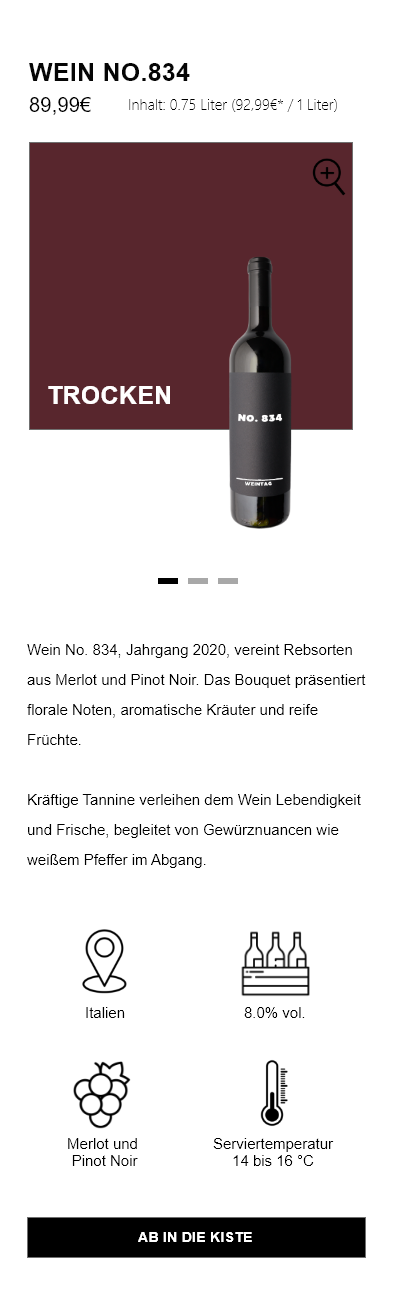 WEIN NO.834
89,99€ Inhalt: 0.75 Liter (92,99€* / 1 Liter)
TROCKEN
NO. 834
WEINTAG
Wein No. 834, Jahrgang 2020, vereint Rebsorten
aus Merlot und Pinot Noir. Das Bouquet präsentiert
florale Noten, aromatische Kräuter und reife
Früchte.
Kräftige Tannine verleihen dem Wein Lebendigkeit
und Frische, begleitet von Gewürznuancen wie
weißem Pfeffer im Abgang.
Italien
8.0% vol.
Merlot und
Pinot Noir
Serviertemperatur
14 bis 16 °C
AB IN DIE KISTE